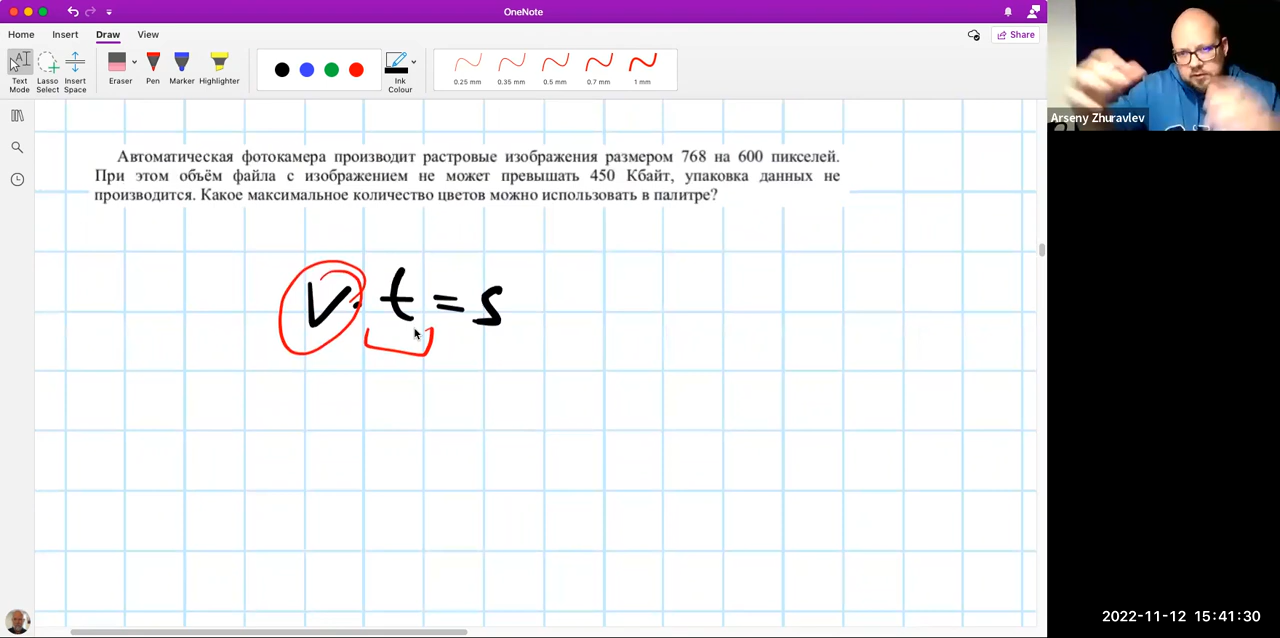 OneNote
Home Insert Draw View
Share
Text Mode
Lasso Select
Insert Space
Eraser
Pen
Marker
Highlighter
Ink Colour
0.25 mm 0.35 mm 0.5 mm 0.7 mm 1 mm
Arseny Zhuravlev
Автоматическая фотокамера производит растровые изображения размером 768 на 600 пикселей.
При этом объём файла с изображением не может превышать 450 Кбайт, упаковка данных не
производится. Какое максимальное количество цветов можно использовать в палитре?
V · t = s
2022-11-12 15:41:30